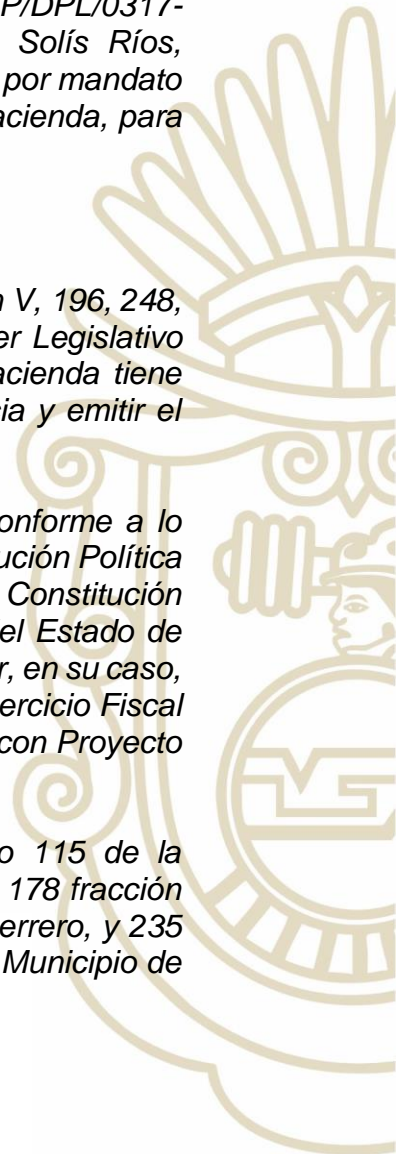 P/DPL/0317-
Solís Ríos,
por mandato
acienda, para
n V, 196, 248,
er Legislativo
acienda tiene
cia y emitir el
onforme a lo
ución Política
Constitución
el Estado de
r, en su caso,
ercicio Fiscal
con Proyecto
o 115 de la
178 fracción
errero, y 235
Municipio de